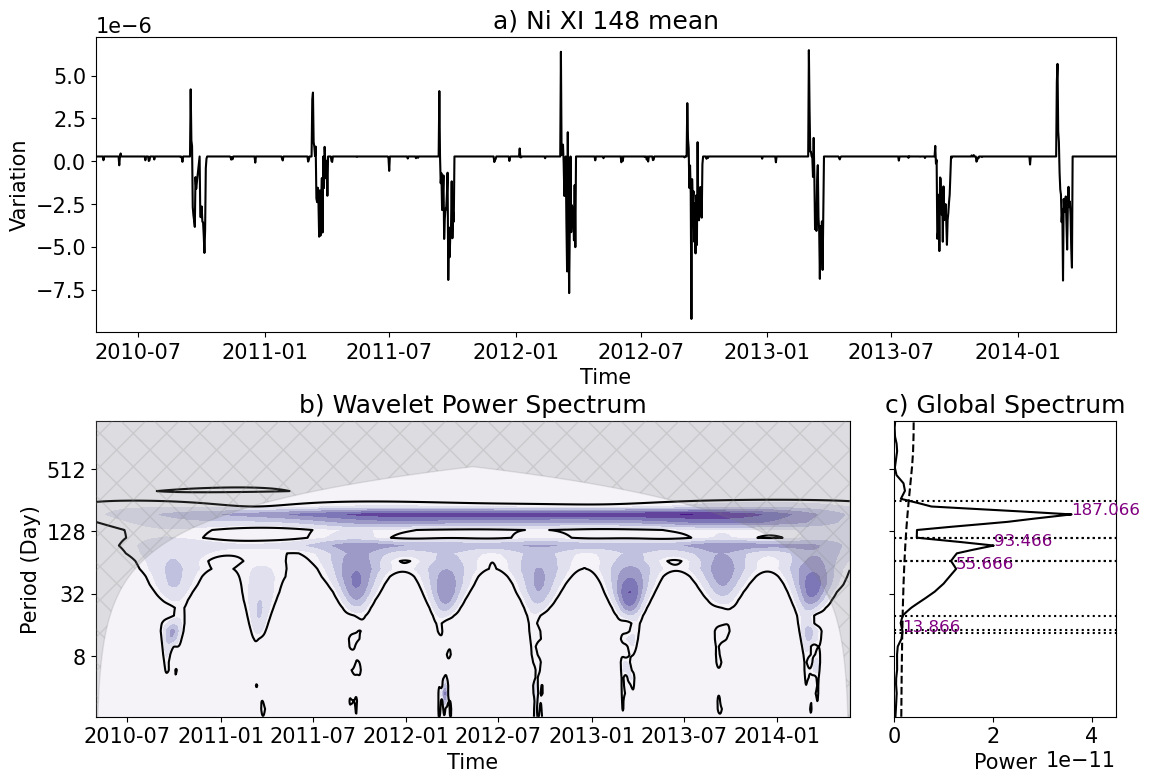 a) Ni XI 148 mean
1e−6
5.0
2.5
0.0
−2.5
−5.0
−7.5
Variation
2010-07 2011-01 2011-07 2012-01 2012-07 2013-01 2013-07 2014-01
Time
b) Wavelet Power Spectrum
512
128
32
8
Period (Day)
2010-07 2011-01 2011-07 2012-01 2012-07 2013-01 2013-07 2014-01
Time
c) Global Spectrum
187.066
93.466
55.666
13.866
0 2 4
Power 1e−11